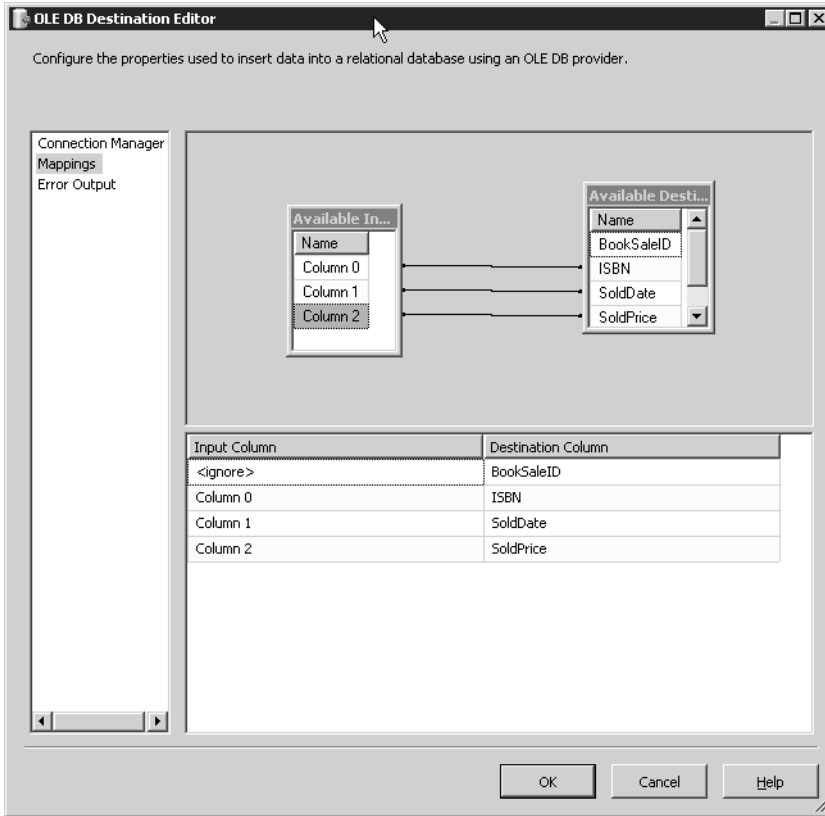 OLE DB Destination Editor
Configure the properties used to insert data into a relational database using an OLE DB provider.
Connection Manager
Mappings
Error Output
Available In...
Name
Column 0
Column 1
Column 2
Available Desti...
Name
BookSaleID
ISBN
SoldDate
SoldPrice
Input Column Destination Column
<ignore> BookSaleID
Column 0 ISBN
Column 1 SoldDate
Column 2 SoldPrice
OK Cancel Help